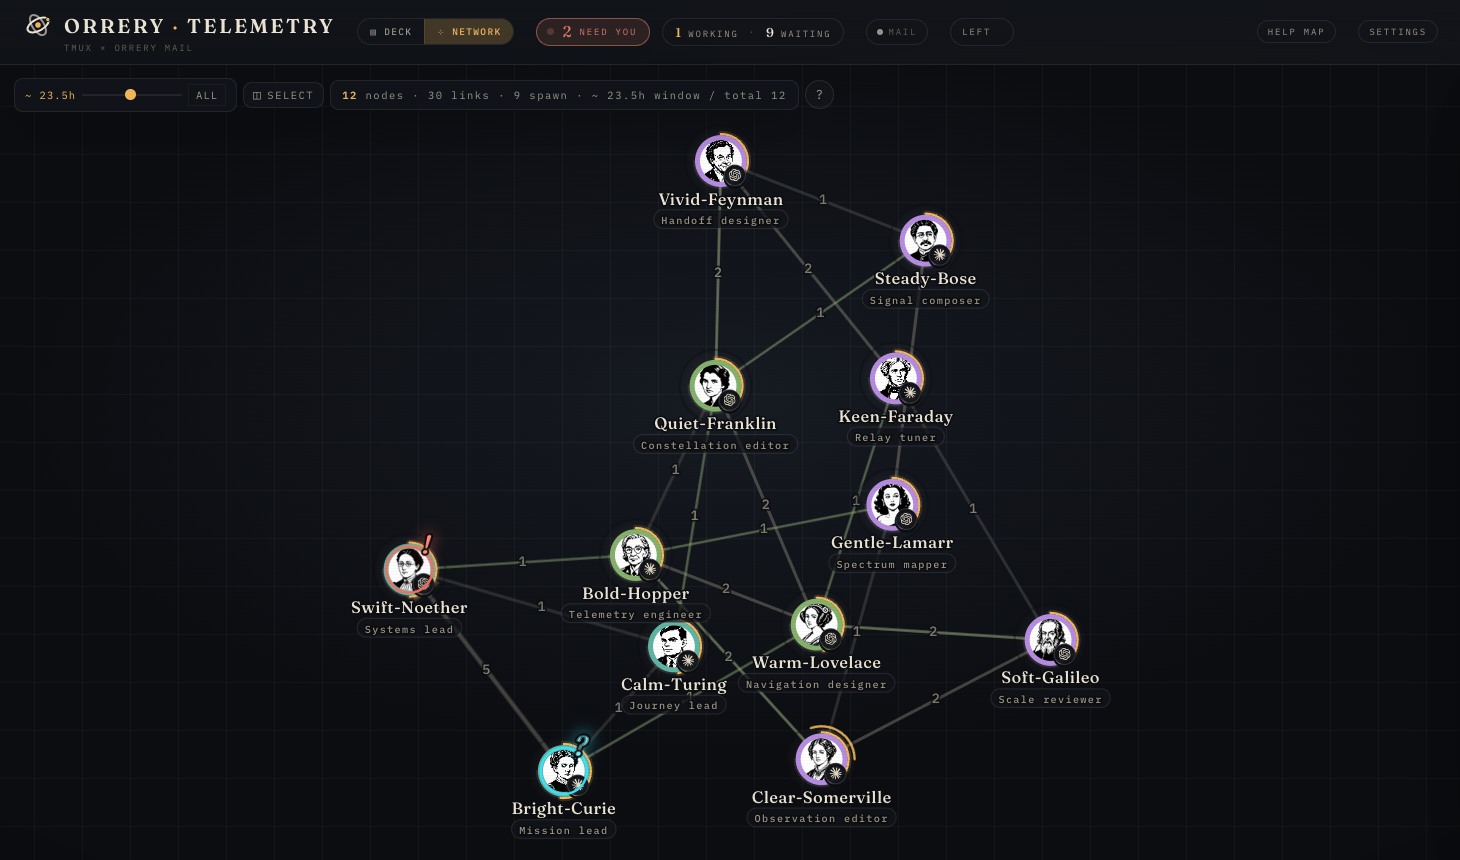 ORRERY · TELEMETRY
TMUX × ORRERY MAIL
DECK
NETWORK
2 NEED YOU
1 WORKING · 9 WAITING
MAIL
LEFT
HELP MAP
SETTINGS
~ 23.5h
ALL
SELECT
12 nodes · 30 links · 9 spawn · ~ 23.5h window / total 12
?
Vivid-Feynman
Handoff designer
1
Steady-Bose
Signal composer
2
2
1
Quiet-Franklin
Constellation editor
Keen-Faraday
Relay tuner
1
2
1
1
1
1
Gentle-Lamarr
Spectrum mapper
!
Swift-Noether
Systems lead
1
Bold-Hopper
Telemetry engineer
2
1
Calm-Turing
Journey lead
Warm-Lovelace
Navigation designer
1
2
Soft-Galileo
Scale reviewer
5
2
1
1
2
?
Bright-Curie
Mission lead
Clear-Somerville
Observation editor